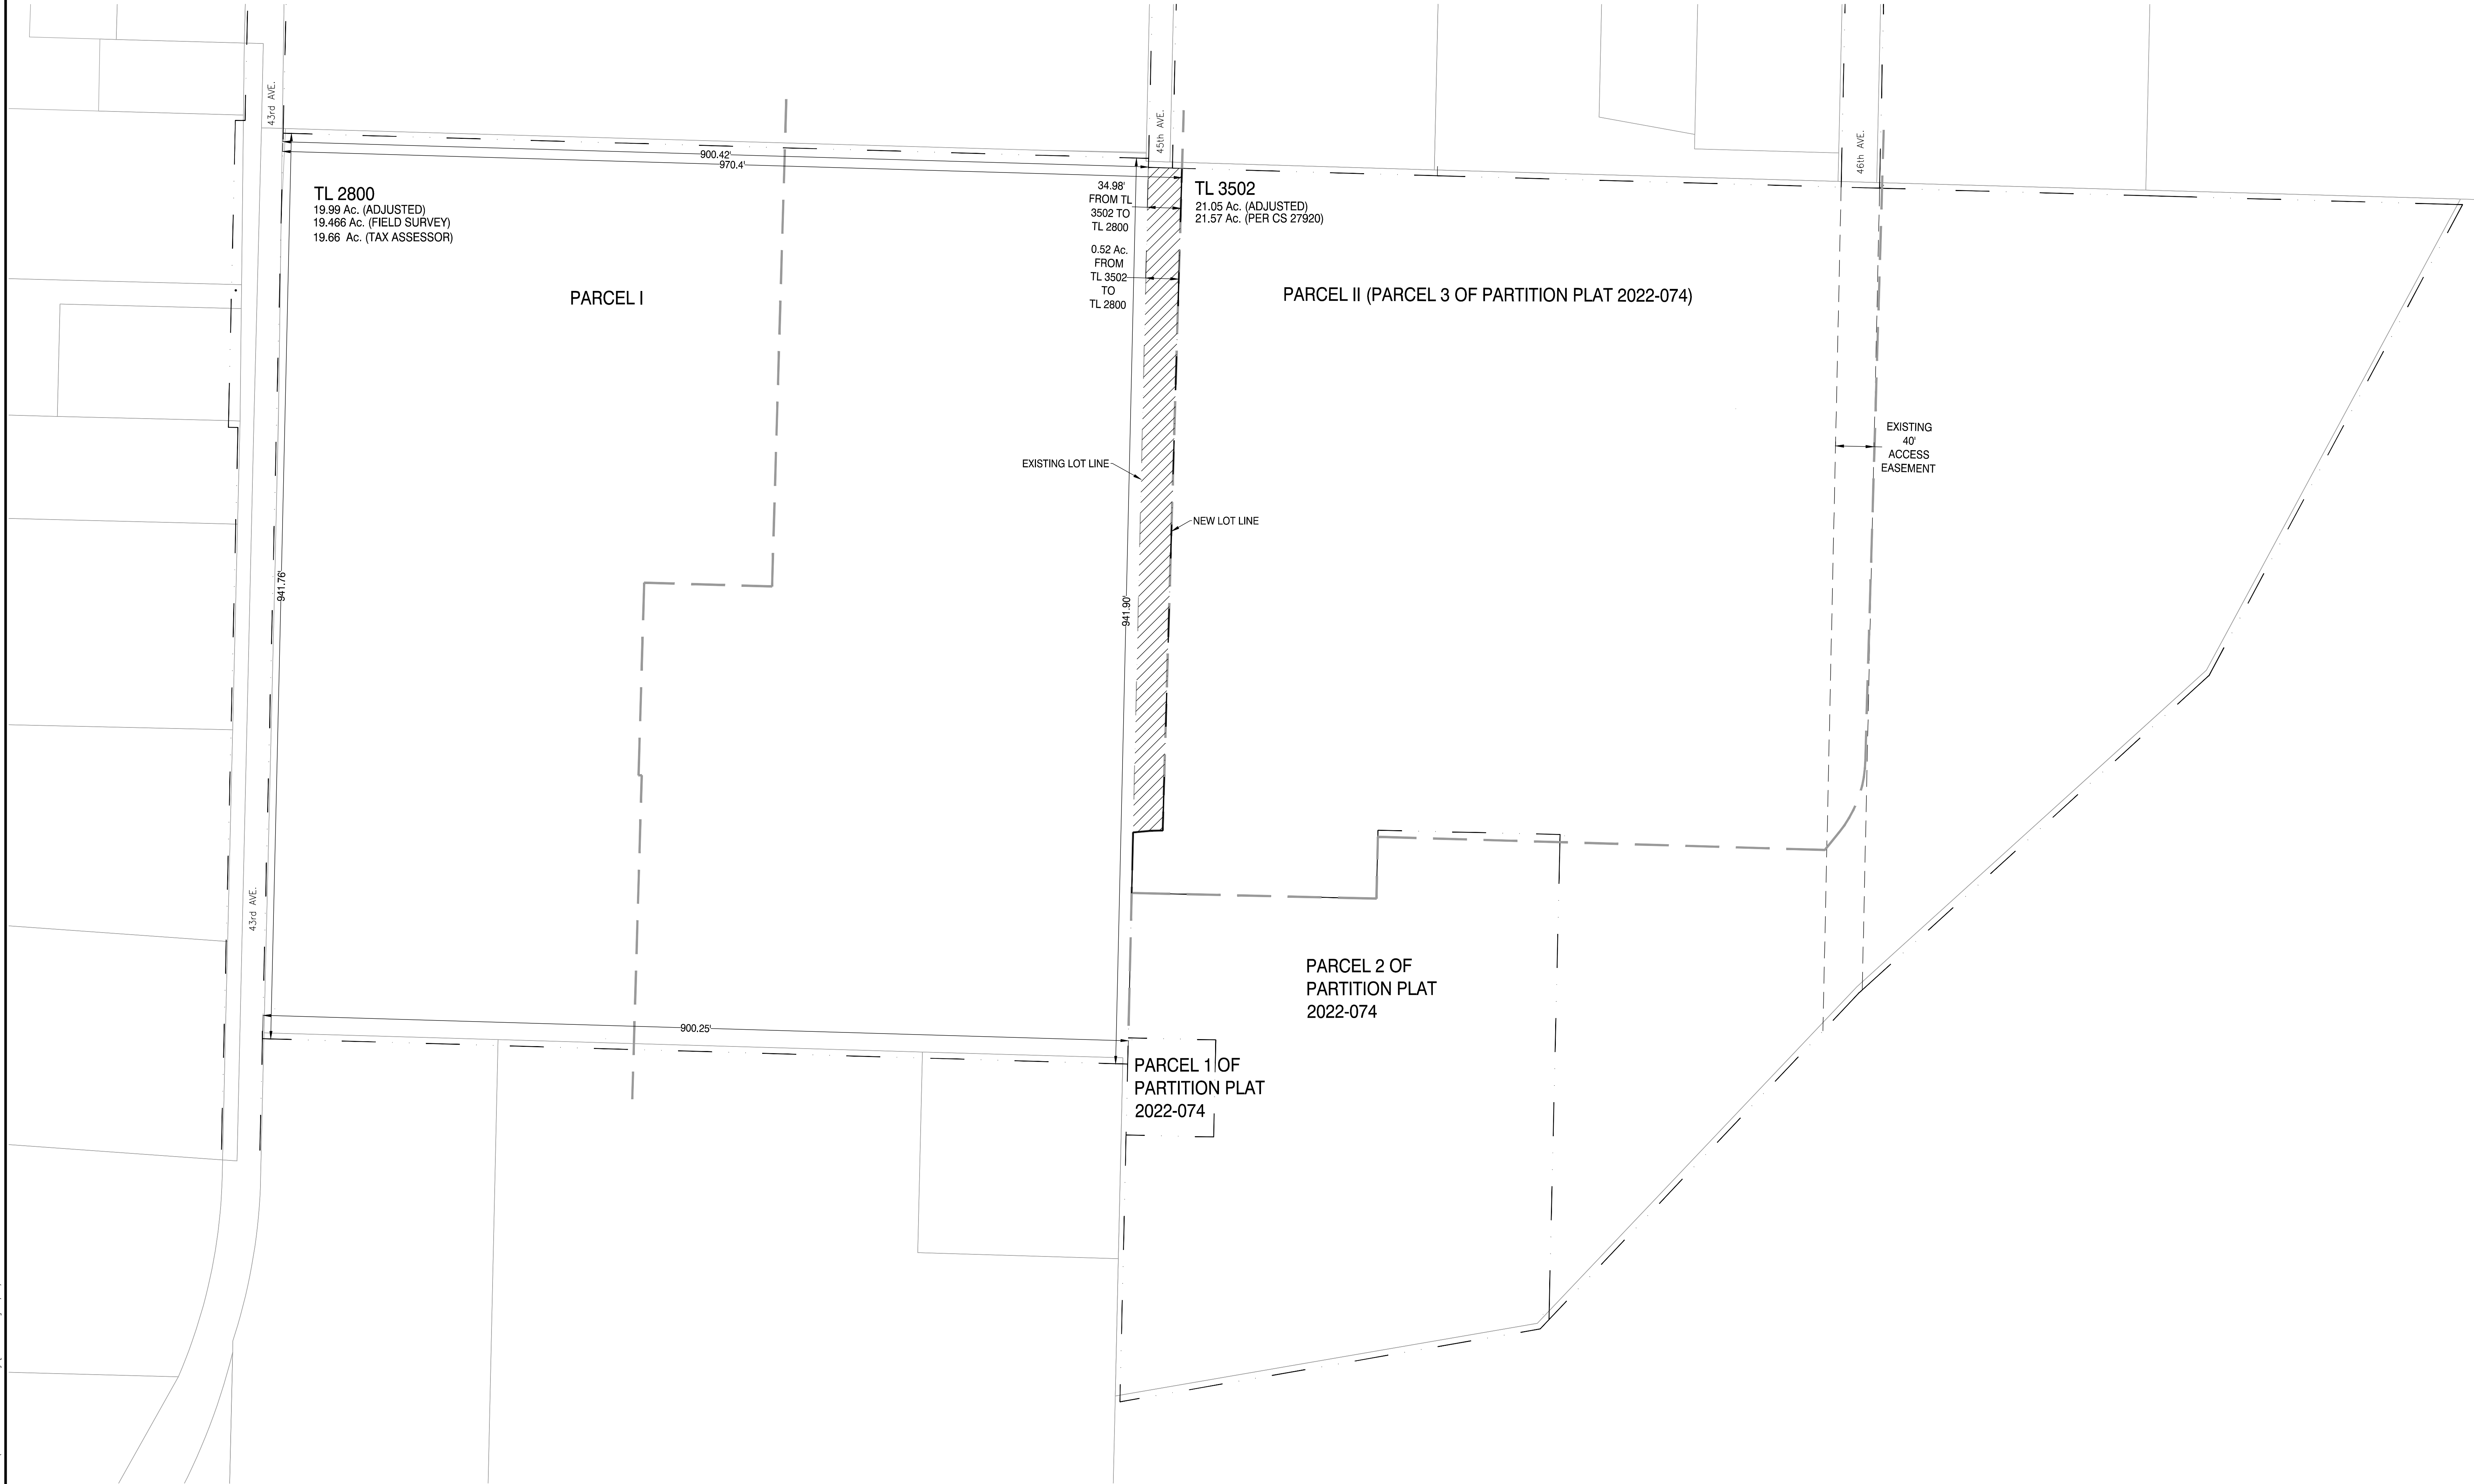 43rd AVE.
45th AVE.
46th AVE.
900.42'
970.4'
TL 2800
19.99 Ac. (ADJUSTED)
19.466 Ac. (FIELD SURVEY)
19.66 Ac. (TAX ASSESSOR)
34.98'
FROM TL
3502 TO
TL 2800
0.52 Ac.
FROM
TL 3502
TO
TL 2800
TL 3502
21.05 Ac. (ADJUSTED)
21.57 Ac. (PER CS 27920)
PARCEL I
PARCEL II (PARCEL 3 OF PARTITION PLAT 2022-074)
EXISTING LOT LINE
NEW LOT LINE
EXISTING
40'
ACCESS
EASEMENT
941.76'
941.90'
43rd AVE.
900.25'
PARCEL 2 OF
PARTITION PLAT
2022-074
PARCEL 1 OF
PARTITION PLAT
2022-074